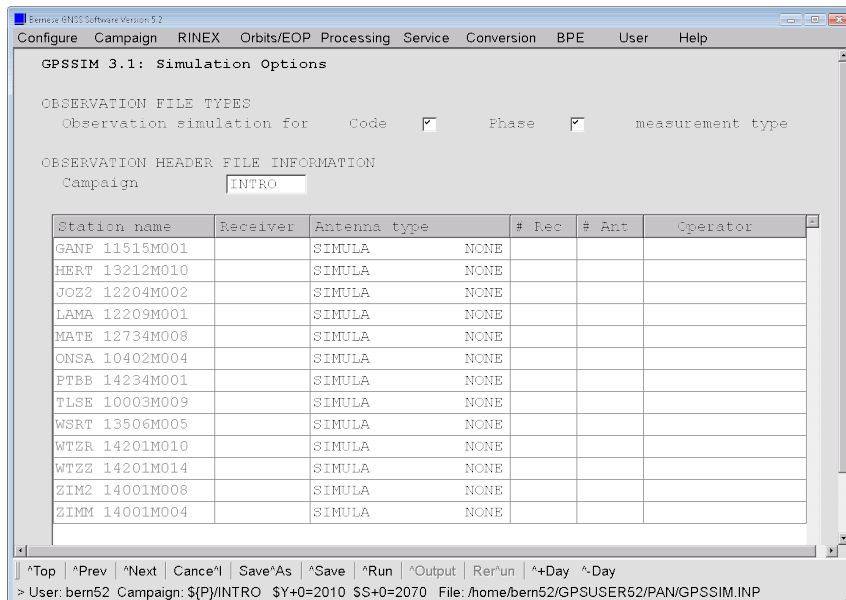 Bernese GNSS Software Version 5.2
Configure Campaign RINEX Orbits/EOP Processing Service Conversion BPE User Help
GPSSIM 3.1: Simulation Options
OBSERVATION FILE TYPES
Observation simulation for Code Phase measurement type
OBSERVATION HEADER FILE INFORMATION
Campaign INTRO
Station name Receiver Antenna type # Rec # Ant Operator
GANP 11515M001 SIMULA NONE
HERT 13212M010 SIMULA NONE
JOZ2 12204M002 SIMULA NONE
LAMA 12209M001 SIMULA NONE
MATE 12734M008 SIMULA NONE
ONSA 10402M004 SIMULA NONE
PTBB 14234M001 SIMULA NONE
TLSE 10003M009 SIMULA NONE
WSRT 13506M005 SIMULA NONE
WTZR 14201M010 SIMULA NONE
WTZZ 14201M014 SIMULA NONE
ZIM2 14001M008 SIMULA NONE
ZIMM 14001M004 SIMULA NONE
^Top ^Prev ^Next Cance^l Save^As ^Save ^Run ^Output Rer^un ^+Day ^-Day
> User: bern52 Campaign: ${P}/INTRO $Y+0=2010 $S+0=2070 File: /home/bern52/GPSUSER52/PAN/GPSSIM.INP